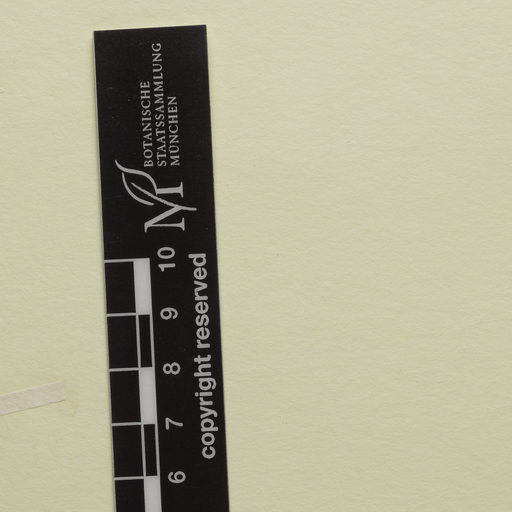 BOTANISCHE
STAATSSAMMLUNG
MÜNCHEN
M
10
9
8
7
6
copyright reserved